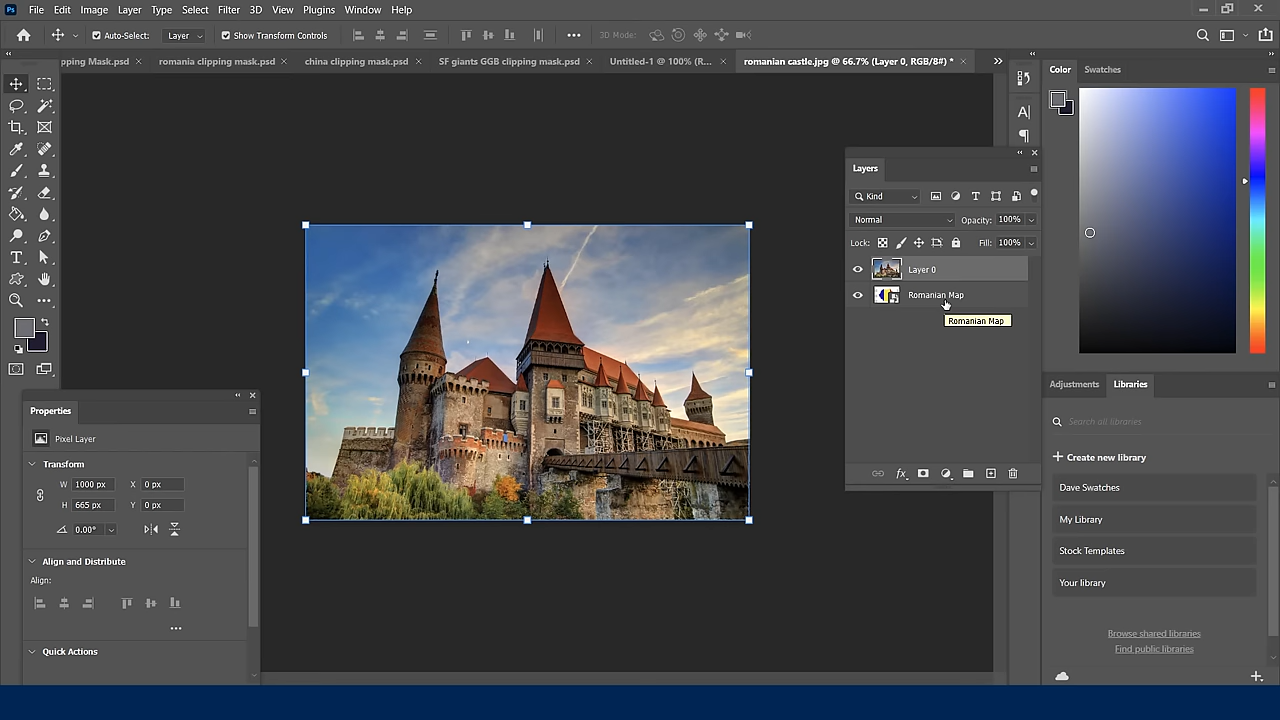 Ps File Edit Image Layer Type Select Filter 3D View Plugins Window Help
Auto-Select: Layer Show Transform Controls 3D Mode:
pping Mask.psd romania clipping mask.psd china clipping mask.psd SF giants GGB clipping mask.psd Untitled-1 @ 100% (R... romanian castle.jpg @ 66.7% (Layer 0, RGB/8#) *
Color Swatches
Layers
Kind
Normal Opacity: 100%
Lock: Fill: 100%
Layer 0
Romanian Map
Romanian Map
Properties
Pixel Layer
Transform
W 1000 px X 0 px
H 665 px Y 0 px
0.00°
Align and Distribute
Align:
Quick Actions
Adjustments Libraries
Search all libraries
Create new library
Dave Swatches
My Library
Stock Templates
Your library
Browse shared libraries
Find public libraries